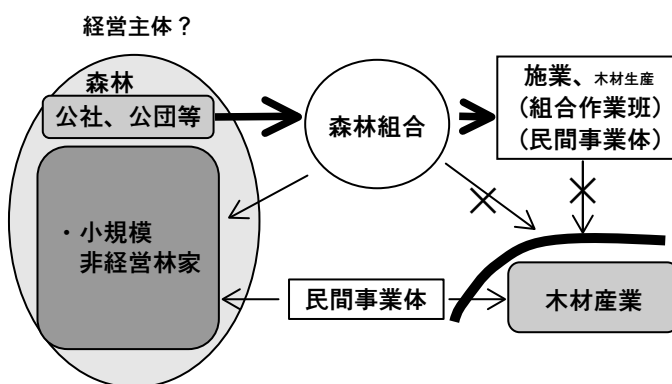 経営主体？
森林
公社、公団等
・小規模
非経営林家
森林組合
施業、木材生産
(組合作業班)
(民間事業体)
民間事業体
木材産業